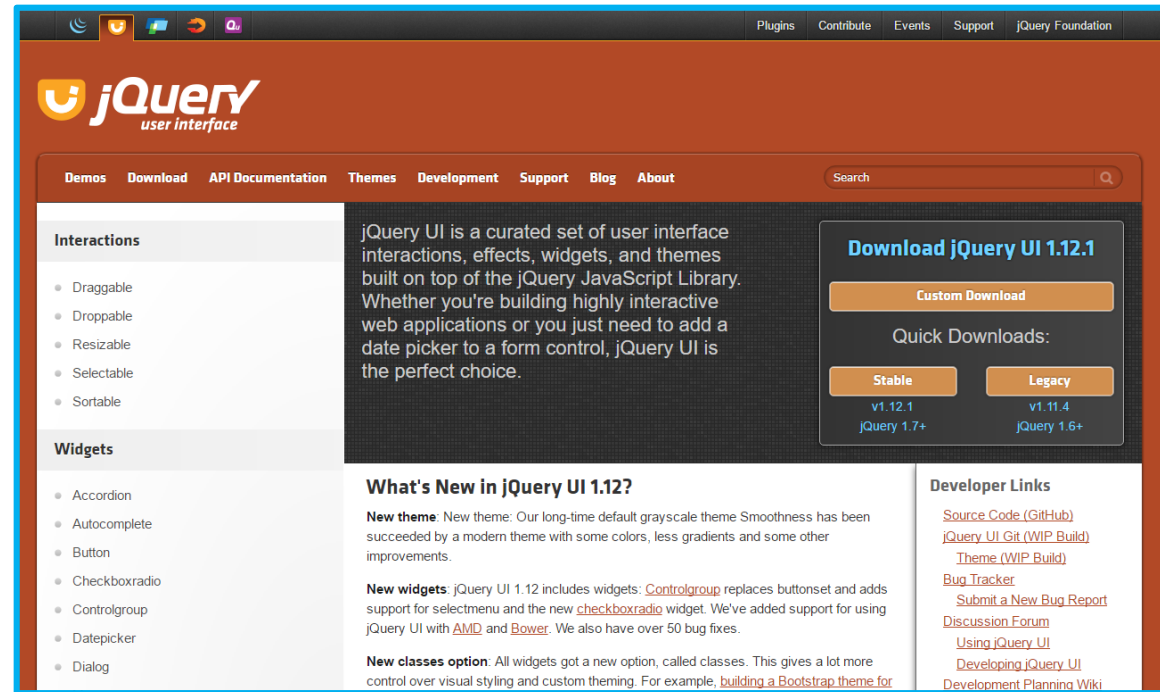 Plugins Contribute Events Support jQuery Foundation
jQuery
user interface
Demos Download API Documentation Themes Development Support Blog About
Search
Interactions
Draggable
Droppable
Resizable
Selectable
Sortable
Widgets
Accordion
Autocomplete
Button
Checkboxradio
Controlgroup
Datepicker
Dialog
jQuery UI is a curated set of user interface
interactions, effects, widgets, and themes
built on top of the jQuery JavaScript Library.
Whether you're building highly interactive
web applications or you just need to add a
date picker to a form control, jQuery UI is
the perfect choice.
Download jQuery UI 1.12.1
Custom Download
Quick Downloads:
Stable Legacy
v1.12.1 v1.11.4
jQuery 1.7+ jQuery 1.6+
What's New in jQuery UI 1.12?
New theme: New theme: Our long-time default grayscale theme Smoothness has been
succeeded by a modern theme with some colors, less gradients and some other
improvements.
New widgets: jQuery UI 1.12 includes widgets: Controlgroup replaces buttonset and adds
support for selectmenu and the new checkboxradio widget. We've added support for using
jQuery UI with AMD and Bower. We also have over 50 bug fixes.
New classes option: All widgets got a new option, called classes. This gives a lot more
control over visual styling and custom theming. For example, building a Bootstrap theme for
Developer Links
Source Code (GitHub)
jQuery UI Git (WIP Build)
Theme (WIP Build)
Bug Tracker
Submit a New Bug Report
Discussion Forum
Using jQuery UI
Developing jQuery UI
Development Planning Wiki